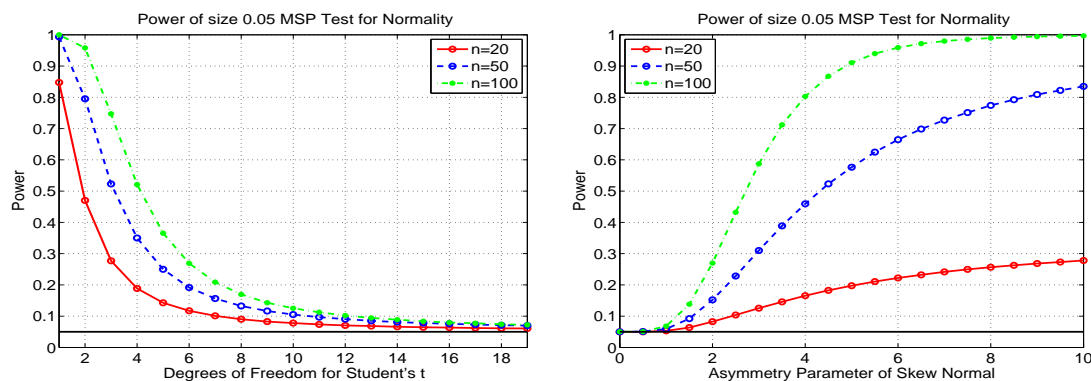 Power of size 0.05 MSP Test for Normality
1
0.9
0.8
0.7
0.6
0.5
0.4
0.3
0.2
0.1
0
Power
n=20
n=50
n=100
2 4 6 8 10 12 14 16 18
Degrees of Freedom for Student's t
Power of size 0.05 MSP Test for Normality
1
0.9
0.8
0.7
0.6
0.5
0.4
0.3
0.2
0.1
0
Power
n=20
n=50
n=100
0 2 4 6 8 10
Asymmetry Parameter of Skew Normal